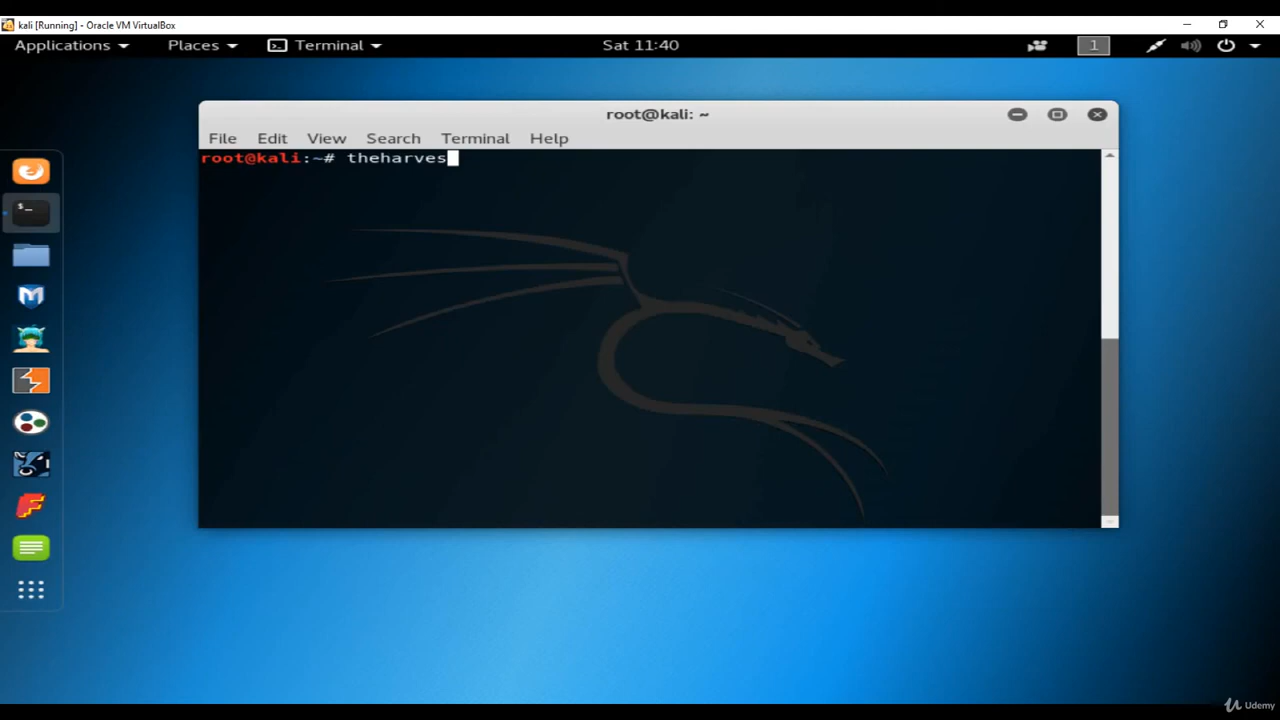 kali [Running] - Oracle VM VirtualBox
Applications Places Terminal Sat 11:40 1
root@kali: ~
File Edit View Search Terminal Help
root@kali:~# theharves
Udemy